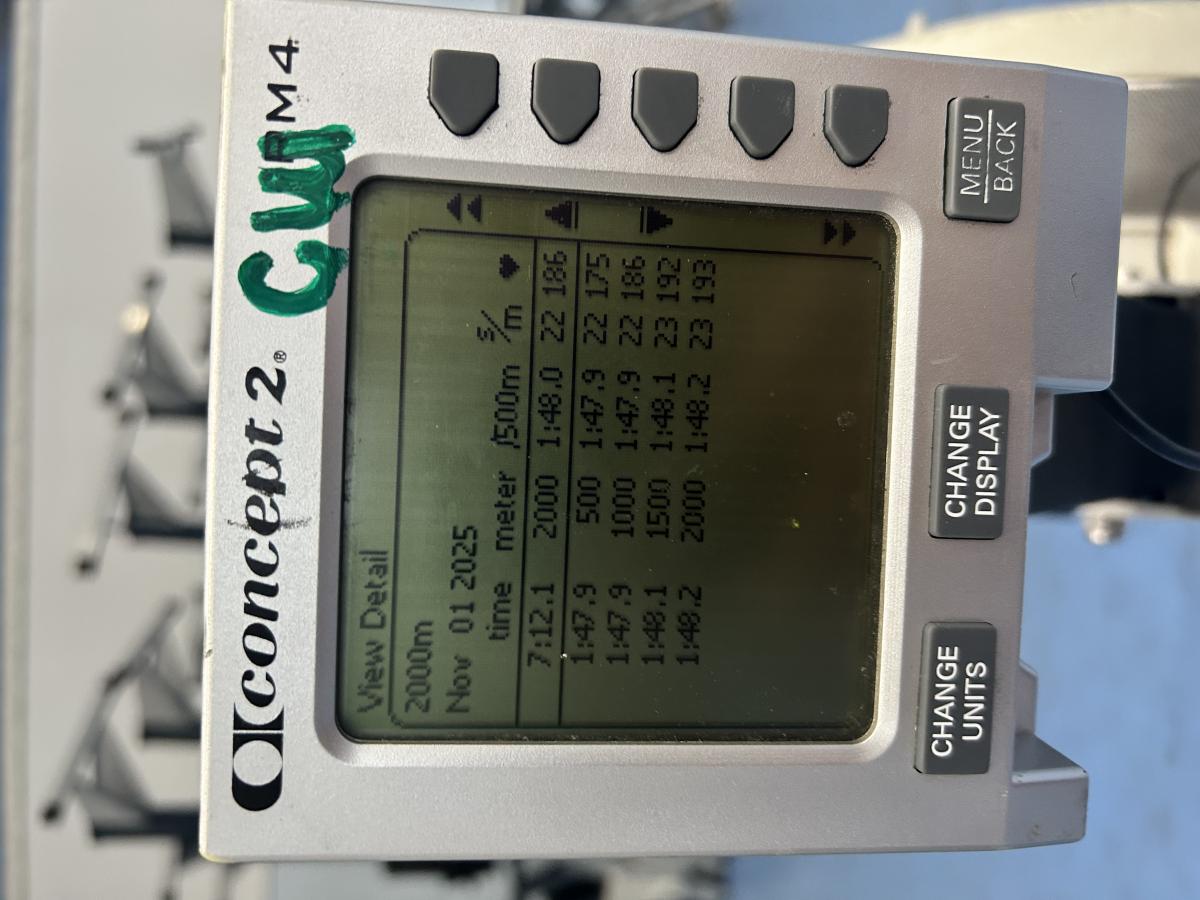 concept 2® PM4
CW
View Detail
2000m
Nov 01 2025
time meter /500m s/m ♥
7:12.1 2000 1:48.0 22 186
1:47.9 500 1:47.9 22 175
1:47.9 1000 1:47.9 22 186
1:48.1 1500 1:48.1 23 192
1:48.2 2000 1:48.2 23 193
CHANGE
UNITS
CHANGE
DISPLAY
MENU
BACK